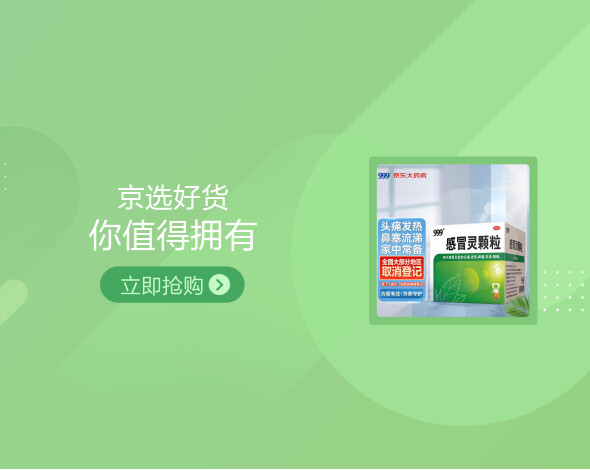 京选好货
你值得拥有
立即抢购
999 京东大药房
头痛发热
鼻塞流涕
家中常备
全国大部分地区
取消登记
999
感冒灵颗粒
感冒灵颗粒